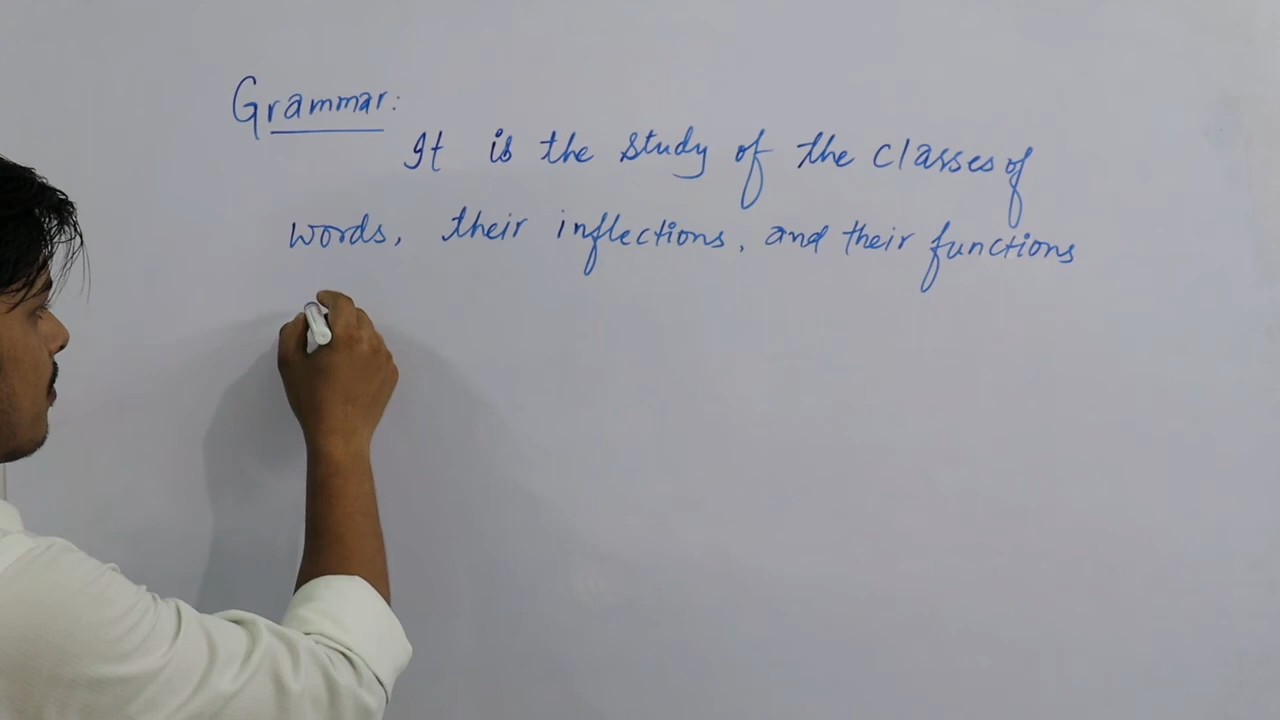 Grammar:
It is the study of the classes of
words, their inflections, and their functions